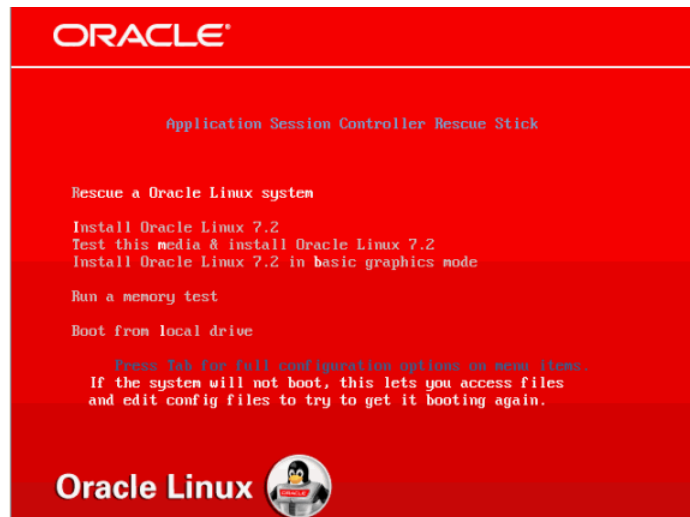 ORACLE®
Application Session Controller Rescue Stick
Rescue a Oracle Linux system
Install Oracle Linux 7.2
Test this media & install Oracle Linux 7.2
Install Oracle Linux 7.2 in basic graphics mode
Run a memory test
Boot from local drive
Press Tab for full configuration options on menu items.
If the system will not boot, this lets you access files
and edit config files to try to get it booting again.
Oracle Linux
ORACLE